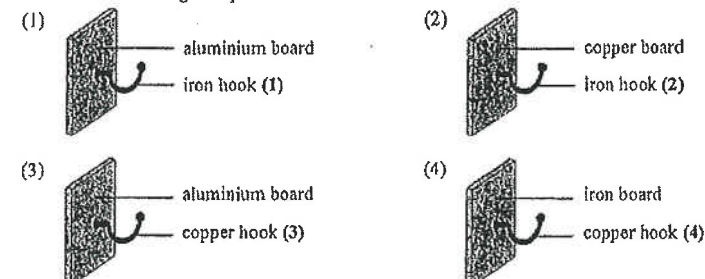 (1)
aluminium board
iron hook (1)
(2)
copper board
iron hook (2)
(3)
aluminium board
copper hook (3)
(4)
iron board
copper hook (4)